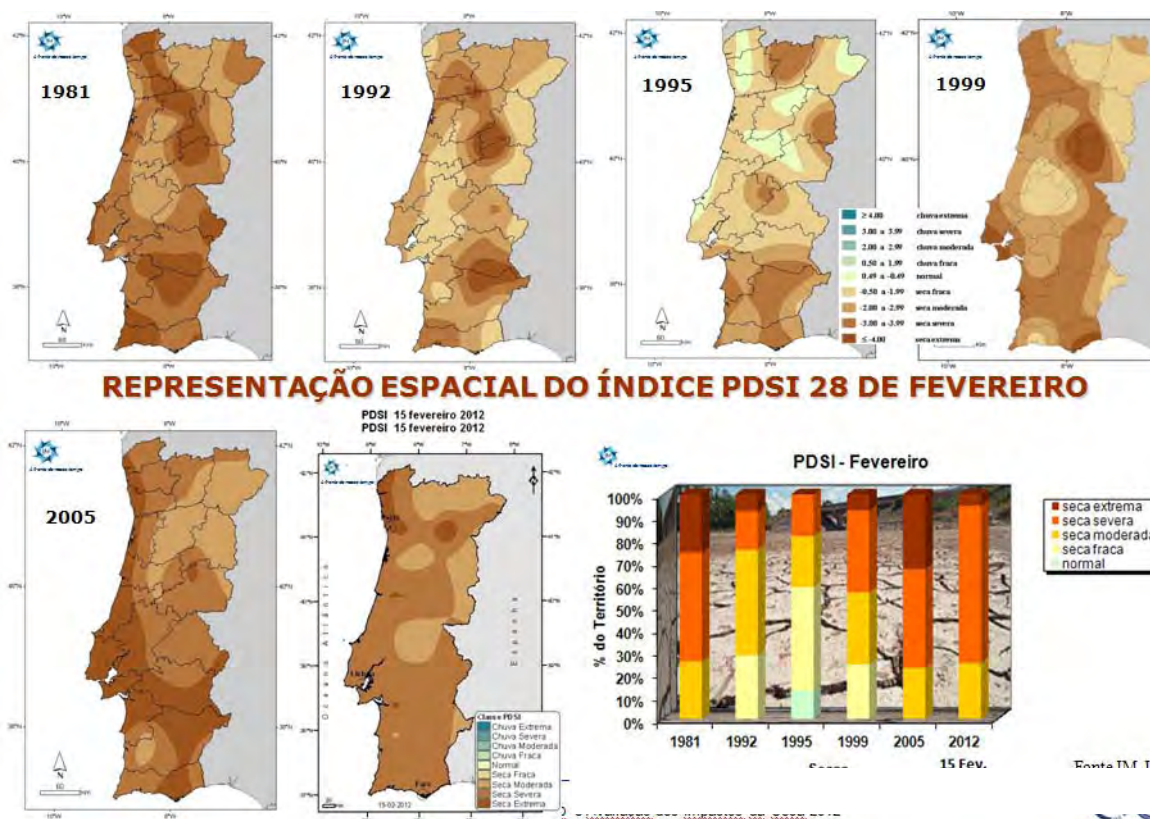 1981
1992
1995
1999
≥ 4.00 chuva extrema
3.00 a 3.99 chuva severa
2.00 a 2.99 chuva moderada
0.50 a 1.99 chuva fraca
0.49 a -0.49 normal
-0.50 a -1.99 seca fraca
-2.00 a -2.99 seca moderada
-3.00 a -3.99 seca severa
≤ -4.00 seca extrema
N
N
N
REPRESENTAÇÃO ESPACIAL DO ÍNDICE PDSI 28 DE FEVEREIRO
2005
N
PDSI 15 fevereiro 2012
PDSI 15 fevereiro 2012
Oceano Atlântico
Espanha
Faro
Classe PDSI
Chuva Extrema
Chuva Severa
Chuva Moderada
Chuva Fraca
Normal
Seca Fraca
Seca Moderada
Seca Severa
Seca Extrema
15-02-2012
PDSI - Fevereiro
% do Território
100%
90%
80%
70%
60%
50%
40%
30%
20%
10%
0%
1981 1992 1995 1999 2005 2012
15 Fev.
seca extrema
seca severa
seca moderada
seca fraca
normal
Fonte IM, I